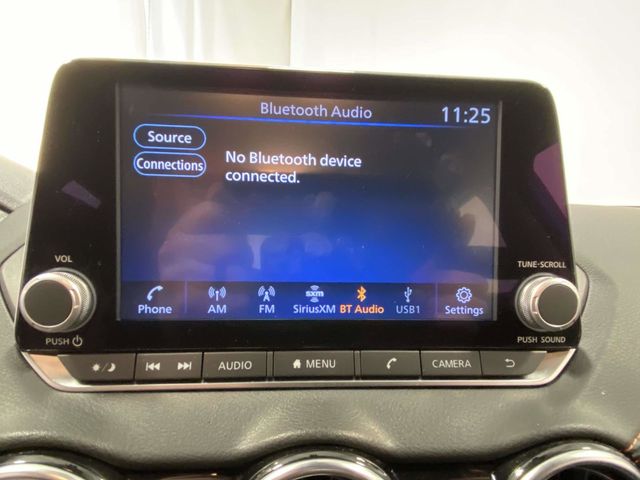 Bluetooth Audio 11:25
Source
Connections
No Bluetooth device
connected.
VOL
TUNE·SCROLL
sxm
Phone AM FM SiriusXM BT Audio USB1 Settings
PUSH
PUSH SOUND
AUDIO MENU CAMERA